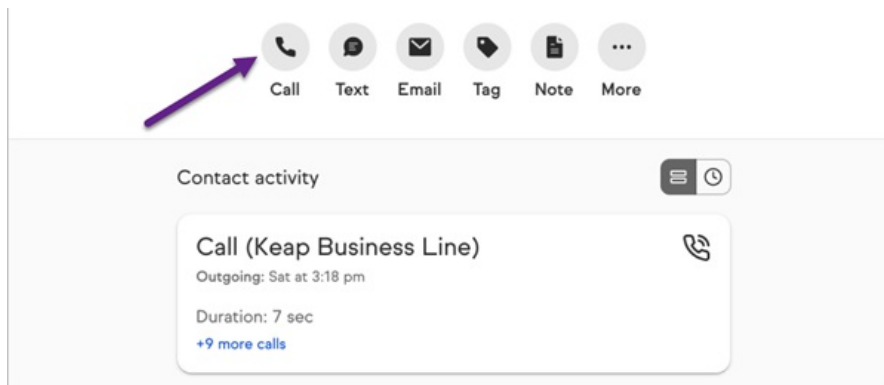 Call Text Email Tag Note More
Contact activity
Call (Keap Business Line)
Outgoing: Sat at 3:18 pm
Duration: 7 sec
+9 more calls